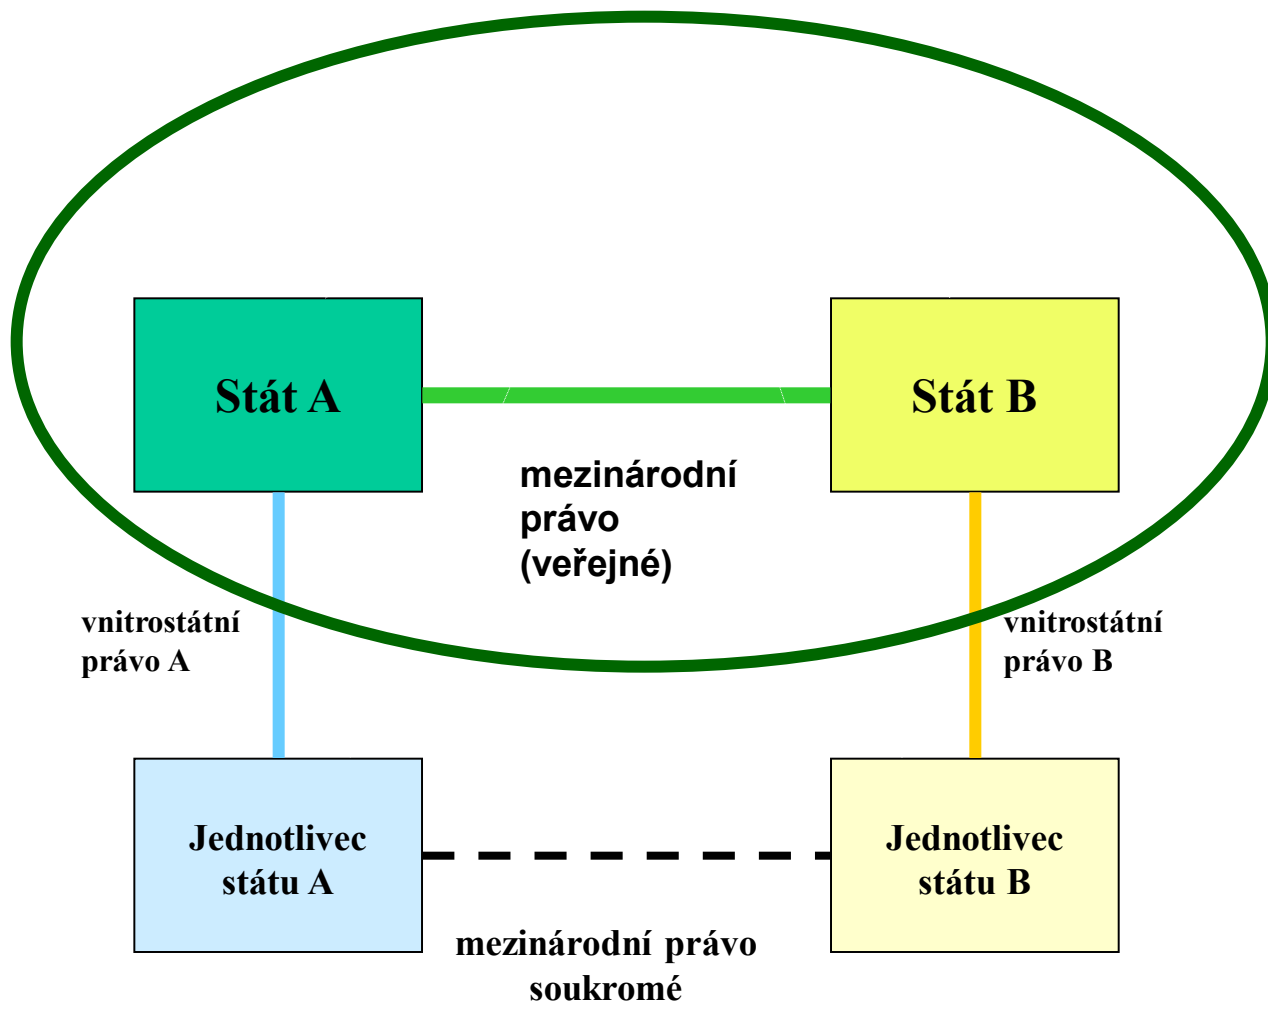 Stát A
Stát B
mezinárodní
právo
(veřejné)
vnitrostátní
právo A
vnitrostátní
právo B
Jednotlivec
státu A
Jednotlivec
státu B
mezinárodní právo
soukromé